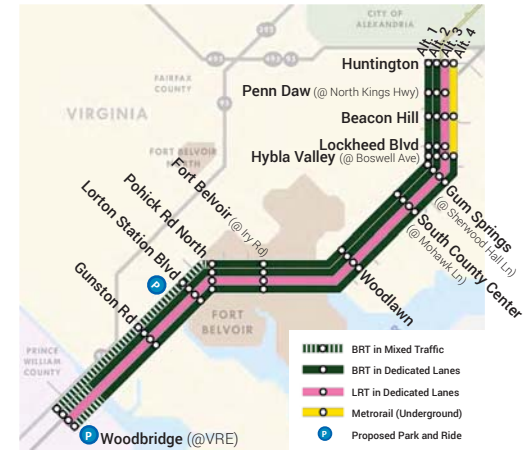 CITY OF
ALEXANDRIA
Alt. 1
Alt. 2
Alt. 3
Alt. 4
495
495
95
FAIRFAX
COUNTY
VIRGINIA
95
FORT BELVOIR
NORTH
Huntington
Penn Daw (@ North Kings Hwy)
Beacon Hill
Lockheed Blvd
Hybla Valley (@ Boswell Ave)
Gum Springs
(@ Sherwood Hall Ln)
South County Center
(@ Mohawk Ln)
Woodlawn
Fort Belvoir (@ Iry Rd)
Pohick Rd North
Lorton Station Blvd
P
Gunston Rd
FORT
BELVOIR
PRINCE
WILLIAM
COUNTY
P
Woodbridge (@VRE)
BRT in Mixed Traffic
BRT in Dedicated Lanes
LRT in Dedicated Lanes
Metrorail (Underground)
P Proposed Park and Ride